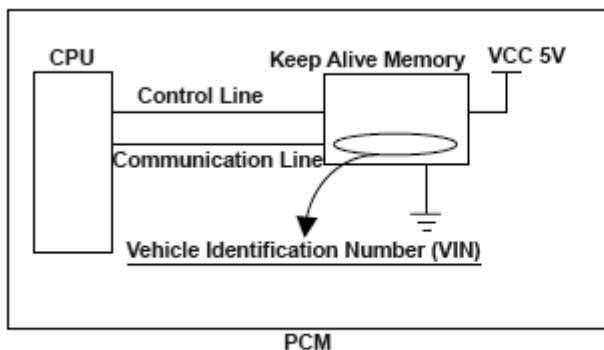 CPU
Keep Alive Memory
VCC 5V
Control Line
Communication Line
Vehicle Identification Number (VIN)
PCM